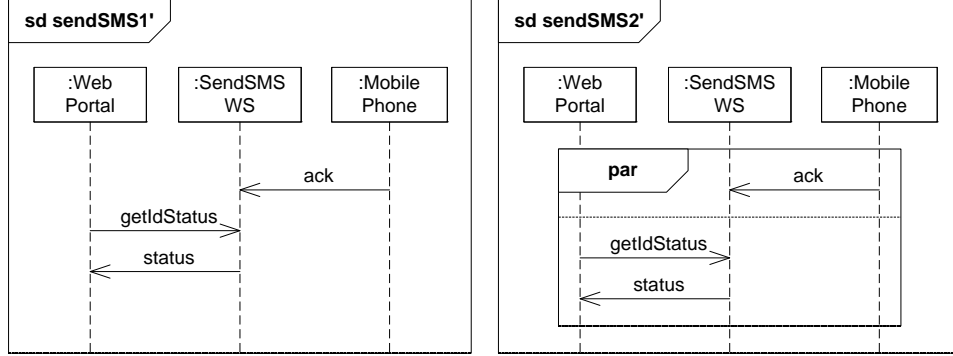 sd sendSMS1'
:Web
Portal
:SendSMS
WS
:Mobile
Phone
ack
getIdStatus
status
sd sendSMS2'
:Web
Portal
:SendSMS
WS
:Mobile
Phone
par
ack
getIdStatus
status